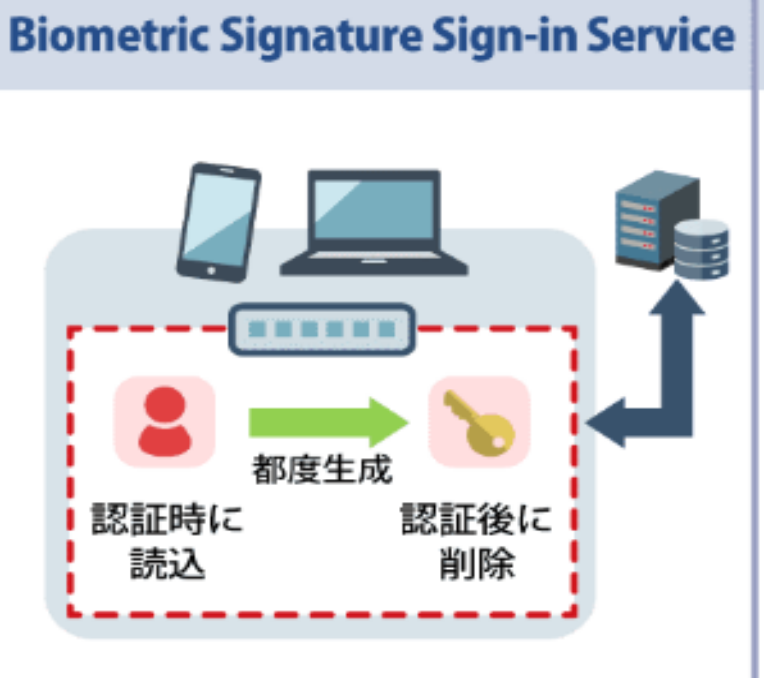 Biometric Signature Sign-in Service
都度生成
認証時に
読込
認証後に
削除